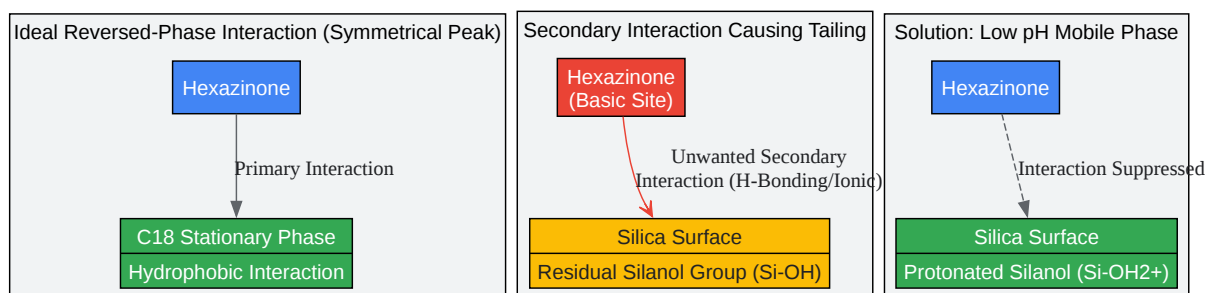 Ideal Reversed-Phase Interaction (Symmetrical Peak)
Hexazinone
Primary Interaction
C18 Stationary Phase
Hydrophobic Interaction
Secondary Interaction Causing Tailing
Hexazinone
(Basic Site)
Unwanted Secondary
Interaction (H-Bonding/Ionic)
Silica Surface
Residual Silanol Group (Si-OH)
Solution: Low pH Mobile Phase
Hexazinone
Interaction Suppressed
Silica Surface
Protonated Silanol (Si-OH2+)